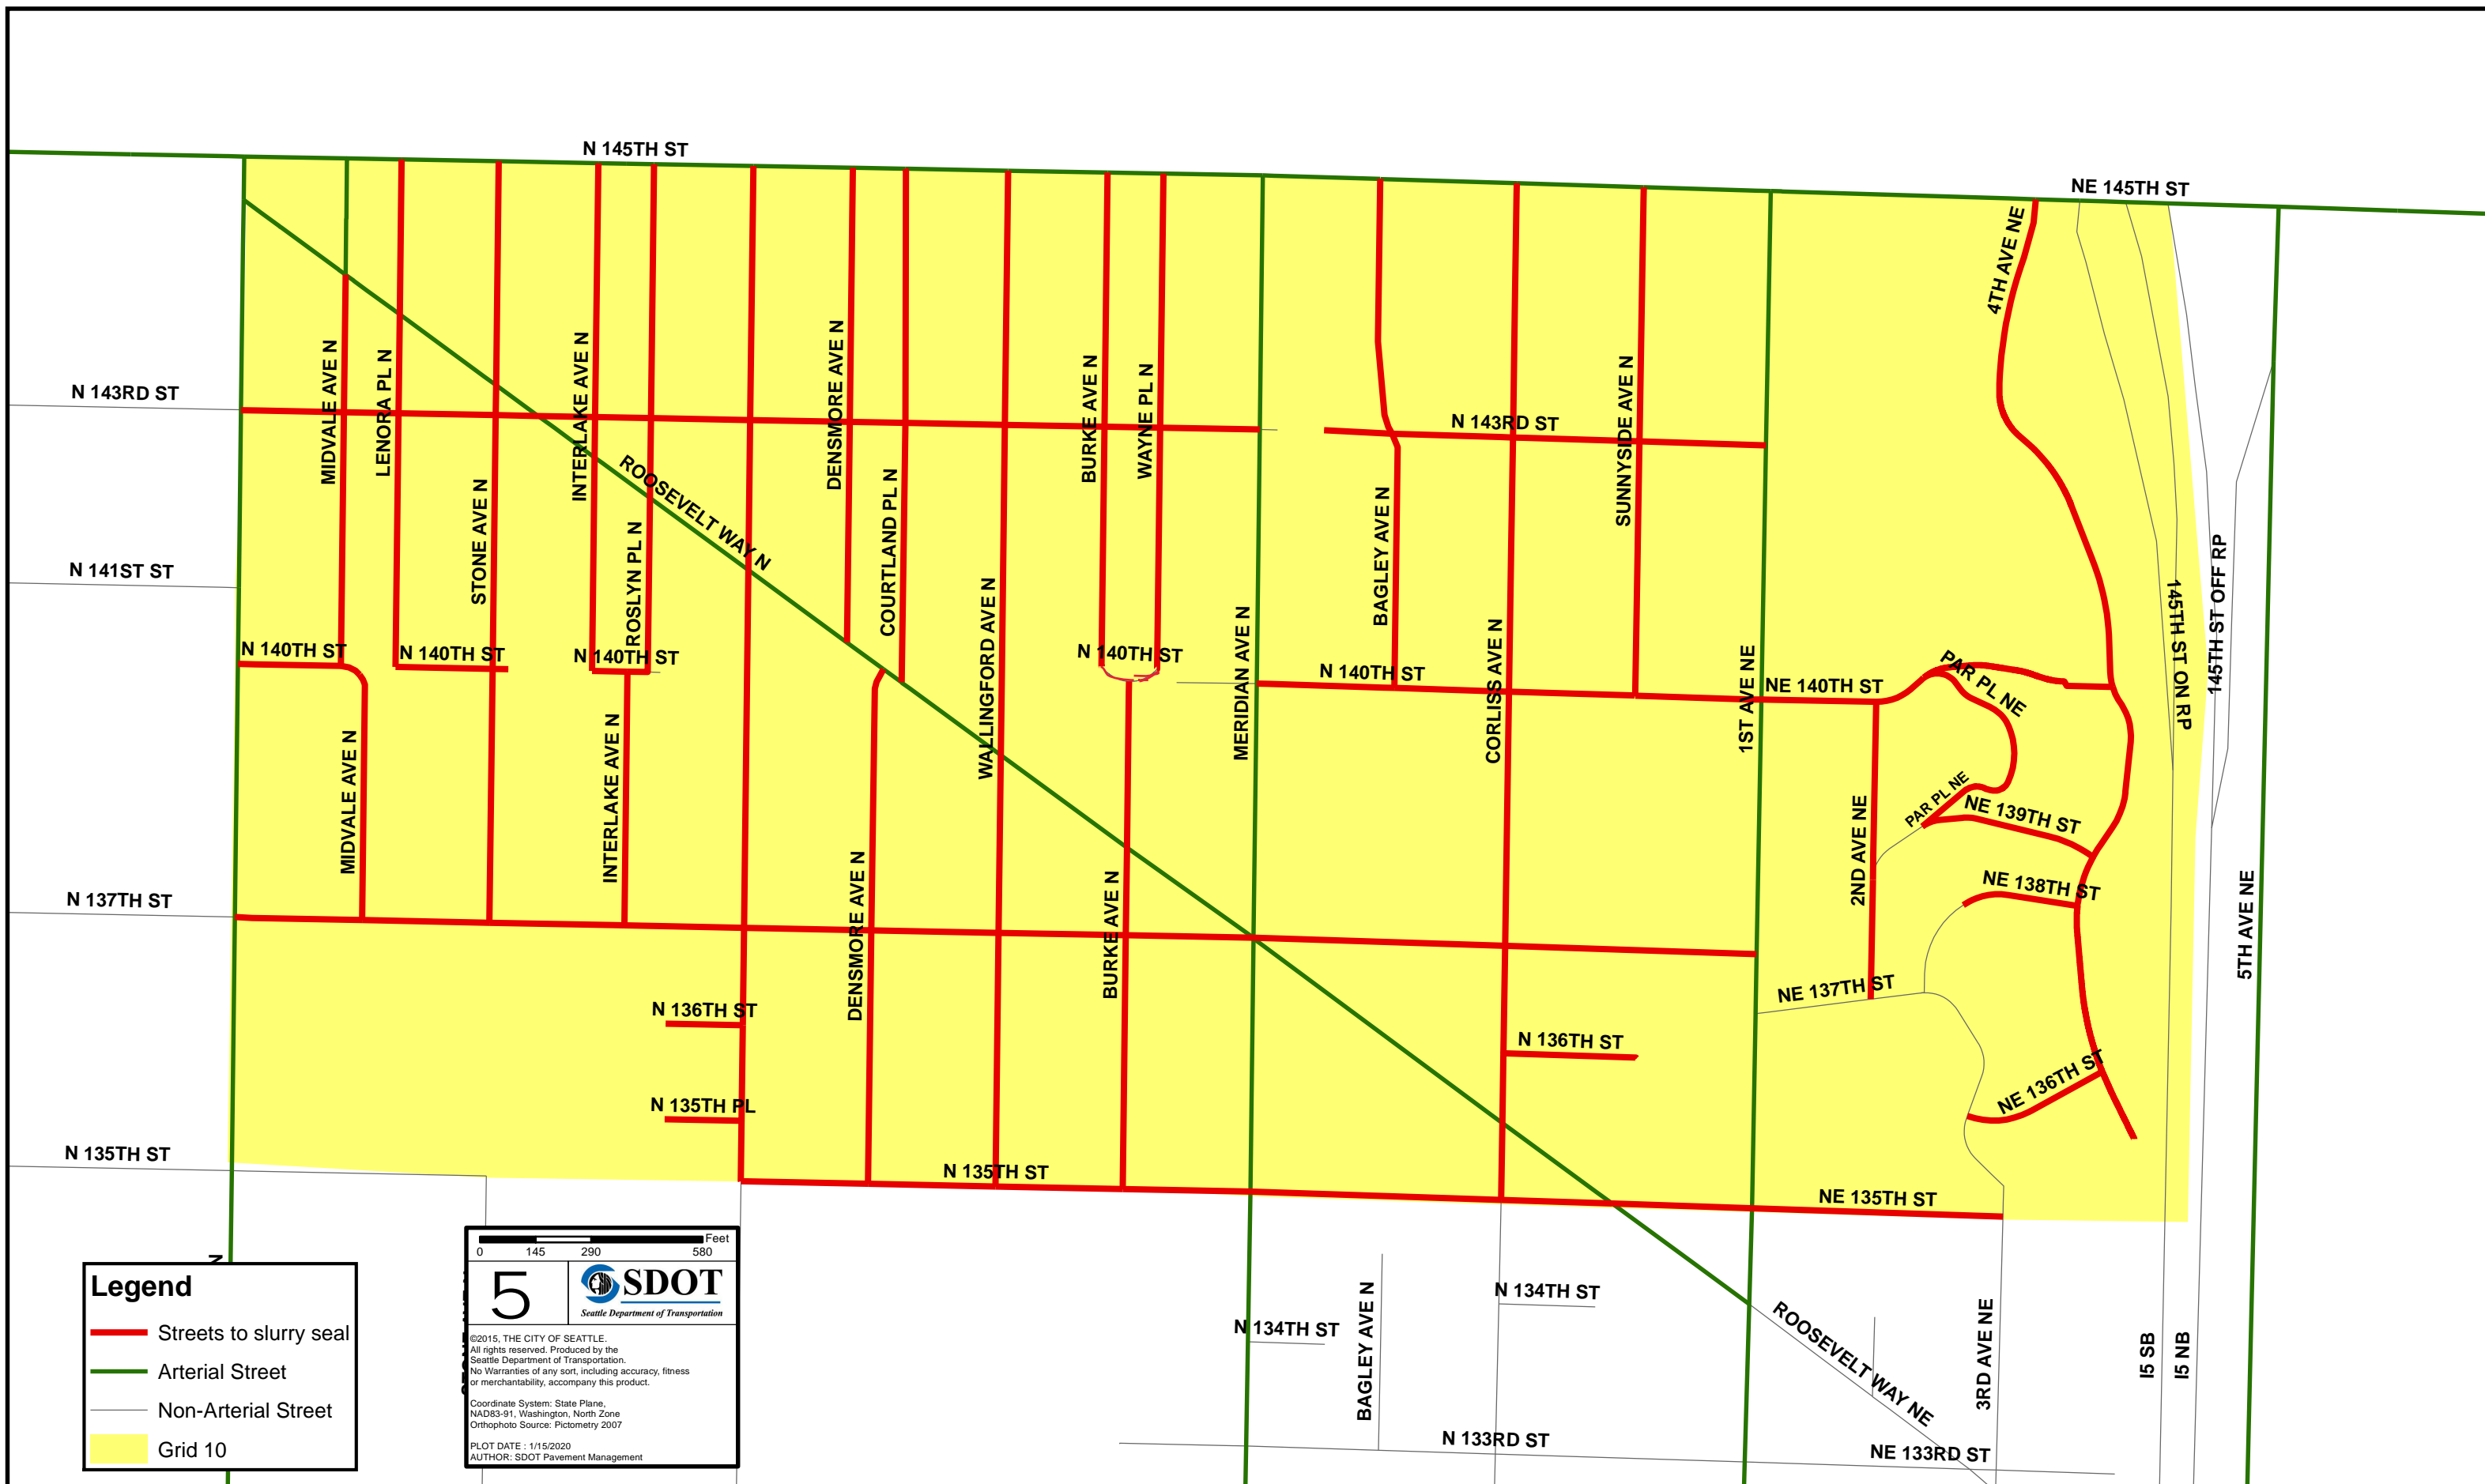 N 145TH ST
NE 145TH ST
4TH AVE NE
MIDVALE AVE N
LENORA PL N
INTERLAKE AVE N
DENSMORE AVE N
BURKE AVE N
WAYNE PL N
SUNNYSIDE AVE N
N 143RD ST
N 143RD ST
ROOSEVELT WAY N
STONE AVE N
ROSLYN PL N
COURTLAND PL N
WALLINGFORD AVE N
MERIDIAN AVE N
BAGLEY AVE N
CORLISS AVE N
1ST AVE NE
145TH ST ON RP
145TH ST OFF RP
N 141ST ST
N 140TH ST
N 140TH ST
N 140TH ST
N 140TH ST
N 140TH ST
NE 140TH ST
PAR PL NE
PAR PL NE
NE 139TH ST
MIDVALE AVE N
INTERLAKE AVE N
DENSMORE AVE N
BURKE AVE N
2ND AVE NE
NE 138TH ST
5TH AVE NE
N 137TH ST
NE 137TH ST
N 136TH ST
N 136TH ST
NE 136TH ST
N 135TH PL
N 135TH ST
N 135TH ST
NE 135TH ST
N 134TH ST
N 134TH ST
BAGLEY AVE N
ROOSEVELT WAY NE
3RD AVE NE
I5 SB
I5 NB
N 133RD ST
NE 133RD ST
N
Legend
Streets to slurry seal
Arterial Street
Non-Arterial Street
Grid 10
Feet
0 145 290 580
5
SDOT
Seattle Department of Transportation
©2015, THE CITY OF SEATTLE.
All rights reserved. Produced by the
Seattle Department of Transportation.
No Warranties of any sort, including accuracy, fitness
or merchantability, accompany this product.
Coordinate System: State Plane,
NAD83-91, Washington, North Zone
Orthophoto Source: Pictometry 2007
PLOT DATE : 1/15/2020
AUTHOR: SDOT Pavement Management